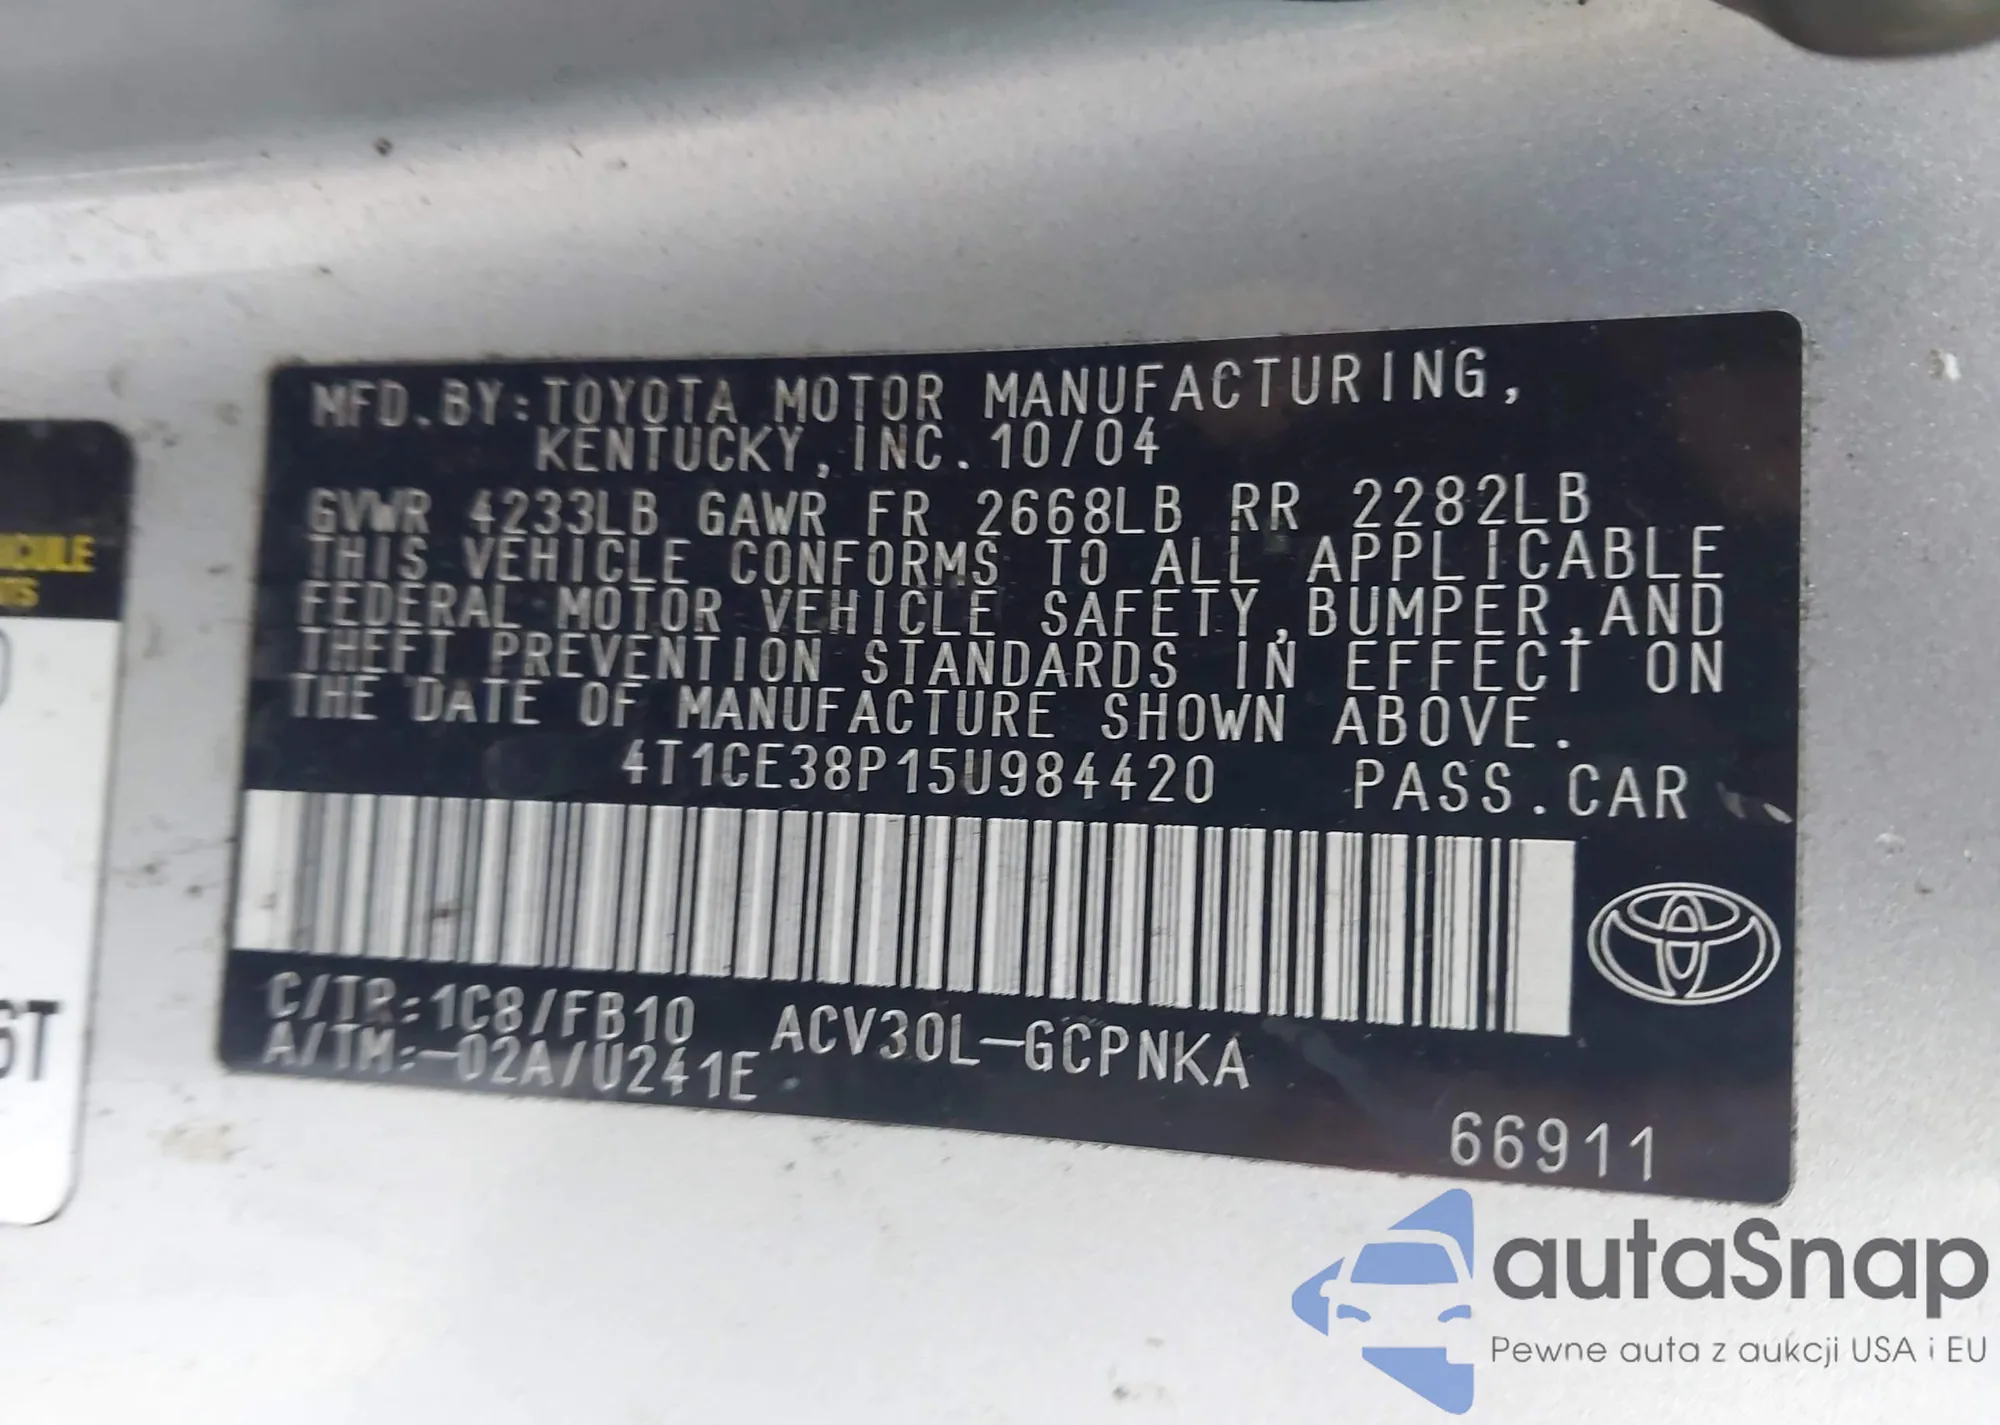 MFD.BY:TOYOTA MOTOR MANUFACTURING,
KENTUCKY,INC. 10/04
GVWR 4233LB GAWR FR 2668LB RR 2282LB
THIS VEHICLE CONFORMS TO ALL APPLICABLE
FEDERAL MOTOR VEHICLE SAFETY,BUMPER,AND
THEFT PREVENTION STANDARDS IN EFFECT ON
THE DATE OF MANUFACTURE SHOWN ABOVE.
4T1CE38P15U984420 PASS.CAR
C/TR:1C8/FB10 ACV30L-GCPNKA
A/TM:-02A/U241E
66911
autaSnap
Pewne auta z aukcji USA i EU